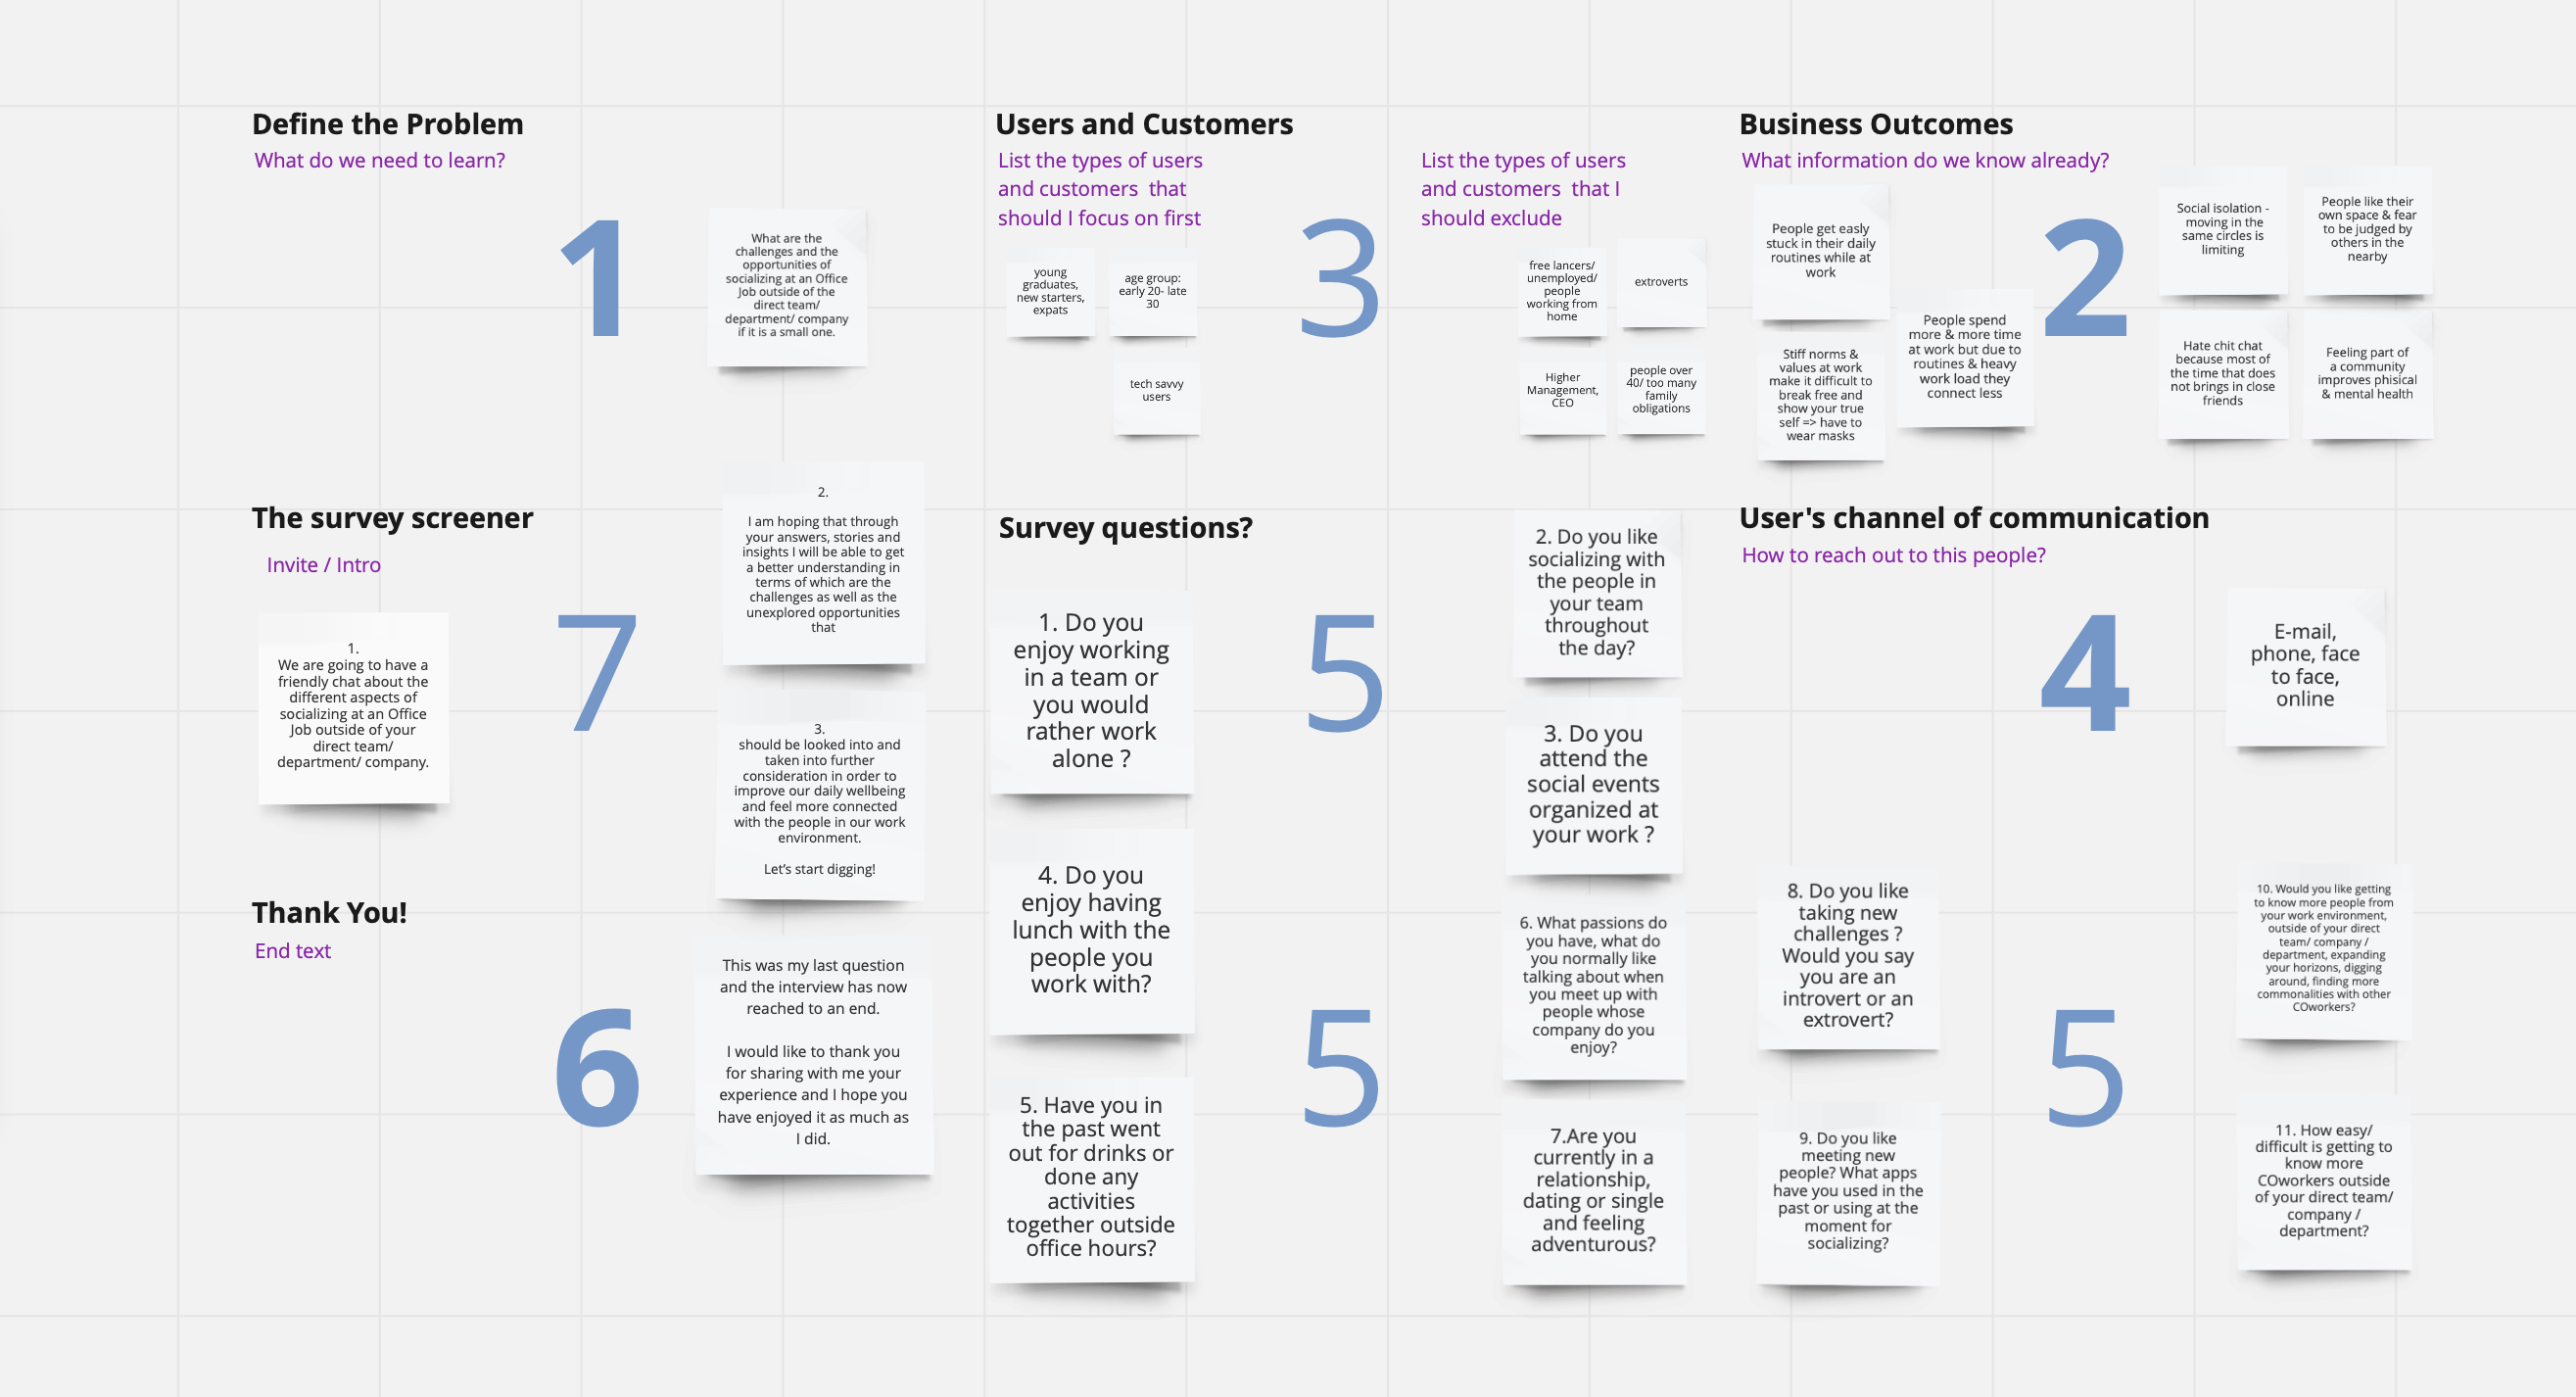 Define the Problem
What do we need to learn?
1
What are the
challenges and the
opportunities of
socializing at an Office
Job outside of the
direct team/
department/ company
if it is a small one.
Users and Customers
List the types of users
and customers  that
should I focus on first
young
graduates,
new starters,
expats
age group:
early 20- late
30
tech savvy
users
3
List the types of users
and customers  that I
should exclude
free lancers/
unemployed/
people
working from
home
extroverts
Higher
Management,
CEO
people over
40/ too many
family
obligations
Business Outcomes
What information do we know already?
People get easly
stuck in their daily
routines while at
work
Stiff norms &
values at work
make it difficult to
break free and
show your true
self => have to
wear masks
People spend
more & more time
at work but due to
routines & heavy
work load they
connect less
2
Social isolation -
moving in the
same circles is
limiting
People like their
own space & fear
to be judged by
others in the
nearby
Hate chit chat
because most of
the time that does
not brings in close
friends
Feeling part of
a community
improves phisical
& mental health
The survey screener
Invite / Intro
1.
We are going to have a
friendly chat about the
different aspects of
socializing at an Office
Job outside of your
direct team/
department/ company.
7
2.
I am hoping that through
your answers, stories and
insights I will be able to get
a better understanding in
terms of which are the
challenges as well as the
unexplored opportunities
that
3.
should be looked into and
taken into further
consideration in order to
improve our daily wellbeing
and feel more connected
with the people in our work
environment.
Let's start digging!
Survey questions?
1. Do you
enjoy working
in a team or
you would
rather work
alone ?
5
2. Do you like
socializing with
the people in
your team
throughout
the day?
3. Do you
attend the
social events
organized at
your work ?
User's channel of communication
How to reach out to this people?
4
E-mail,
phone, face
to face,
online
Thank You!
End text
6
This was my last question
and the interview has now
reached to an end.
I would like to thank you
for sharing with me your
experience and I hope you
have enjoyed it as much as
I did.
4. Do you
enjoy having
lunch with the
people you
work with?
5. Have you in
the past went
out for drinks or
done any
activities
together outside
office hours?
5
6. What passions do
you have, what do
you normally like
talking about when
you meet up with
people whose
company do you
enjoy?
7.Are you
currently in a
relationship,
dating or single
and feeling
adventurous?
8. Do you like
taking new
challenges ?
Would you say
you are an
introvert or an
extrovert?
9. Do you like
meeting new
people? What apps
have you used in the
past or using at the
moment for
socializing?
5
10. Would you like getting
to know more people from
your work environment,
outside of your direct
team/ company /
department, expanding
your horizons, digging
around, finding more
commonalities with other
COworkers?
11. How easy/
difficult is getting to
know more
COworkers outside
of your direct team/
company /
department?